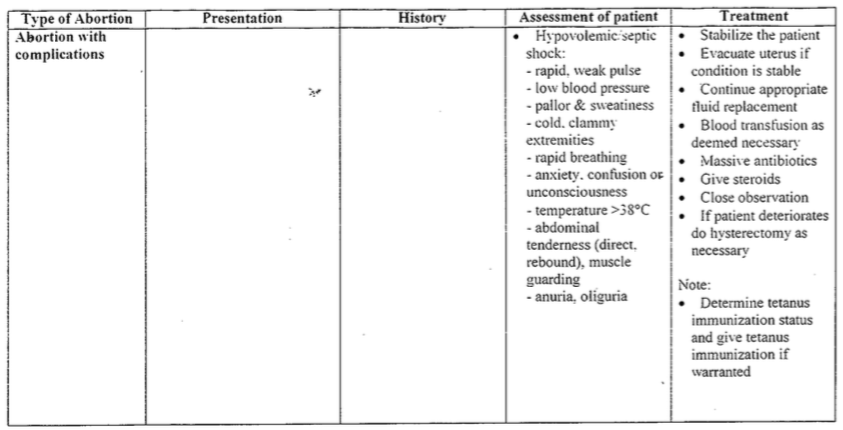 Type of Abortion
Presentation
History
Assessment of patient
Treatment
Abortion with
complications
• Hypovolemic/septic
shock:
- rapid, weak pulse
- low blood pressure
- pallor & sweatiness
- cold, clammy
extremities
- rapid breathing
- anxiety, confusion or
unconsciousness
- temperature >38°C
- abdominal
tenderness (direct,
rebound), muscle
guarding
- anuria, oliguria
• Stabilize the patient
• Evacuate uterus if
condition is stable
• Continue appropriate
fluid replacement
• Blood transfusion as
deemed necessary
• Massive antibiotics
• Give steroids
• Close observation
• If patient deteriorates
do hysterectomy as
necessary
Note:
• Determine tetanus
immunization status
and give tetanus
immunization if
warranted